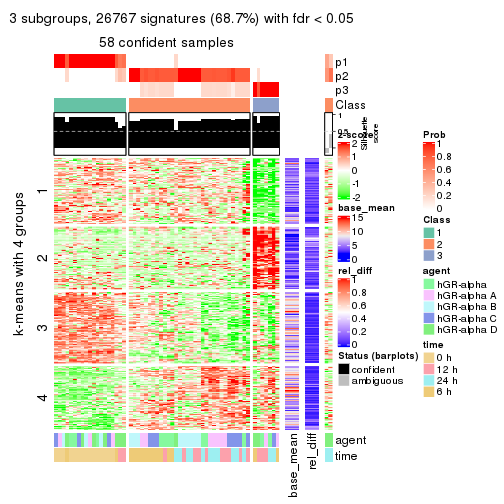 3 subgroups, 26767 signatures (68.7%) with fdr < 0.05
58 confident samples
p1
p2
p3
Class
1
0.5
0
Silhouette
score
k-means with 4 groups
1
2
3
4
z-score
2
1
0
-1
-2
base_mean
15
10
5
0
rel_diff
1
0.8
0.6
0.4
0.2
0
Status (barplots)
confident
ambiguous
Prob
1
0.8
0.6
0.4
0.2
0
Class
1
2
3
agent
hGR-alpha
hGR-alpha A
hGR-alpha B
hGR-alpha C
hGR-alpha D
time
0 h
12 h
24 h
6 h
agent
time
base_mean
rel_diff